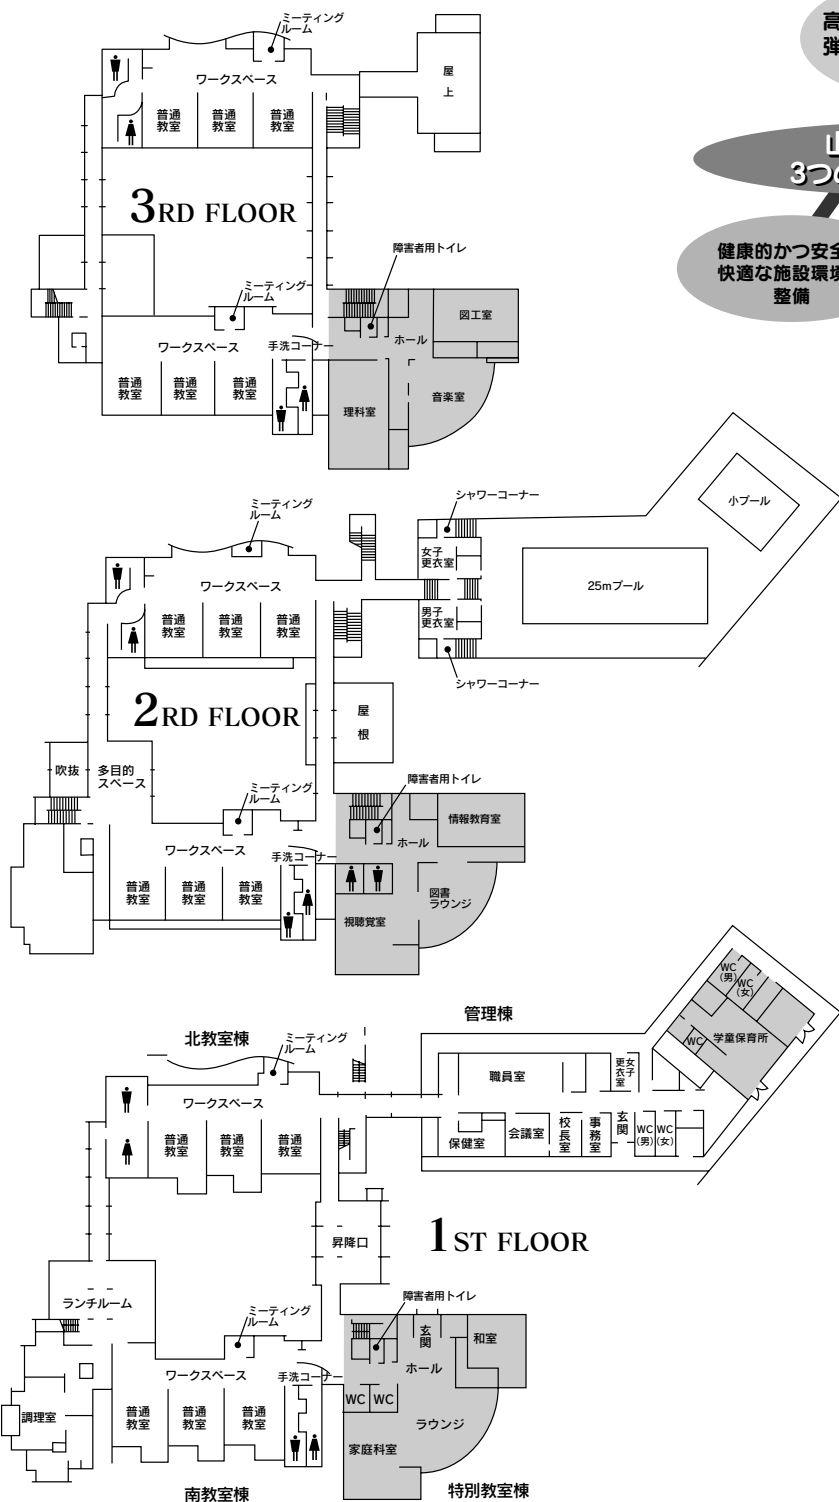 高
弾
山
3つの
健康的かつ安全
快適な施設環境
整備
ミーティング
ルーム
ワークスペース
普通
教室
普通
教室
普通
教室
屋
上
3RD FLOOR
障害者用トイレ
ミーティング
ルーム
ワークスペース
手洗コーナー
ホール
図工室
普通
教室
普通
教室
普通
教室
理科室
音楽室
ミーティング
ルーム
シャワーコーナー
小プール
ワークスペース
女子
更衣室
25mプール
普通
教室
普通
教室
普通
教室
男子
更衣室
シャワーコーナー
2RD FLOOR
屋
根
吹抜
多目的
スペース
ミーティング
ルーム
障害者用トイレ
情報教育室
ワークスペース
手洗コーナー
ホール
普通
教室
普通
教室
普通
教室
図書
ラウンジ
視聴覚室
管理棟
北教室棟
ミーティング
ルーム
WC
(男)
WC
(女)
学童保育所
WC
職員室
女子
更衣室
ワークスペース
普通
教室
普通
教室
普通
教室
保健室
会議室
校長室
事務室
玄関
WC
(男)
WC
(女)
昇降口
1ST FLOOR
ランチルーム
ミーティング
ルーム
障害者用トイレ
玄関
和室
ワークスペース
手洗コーナー
ホール
WC
WC
調理室
普通
教室
普通
教室
普通
教室
ラウンジ
家庭科室
南教室棟
特別教室棟